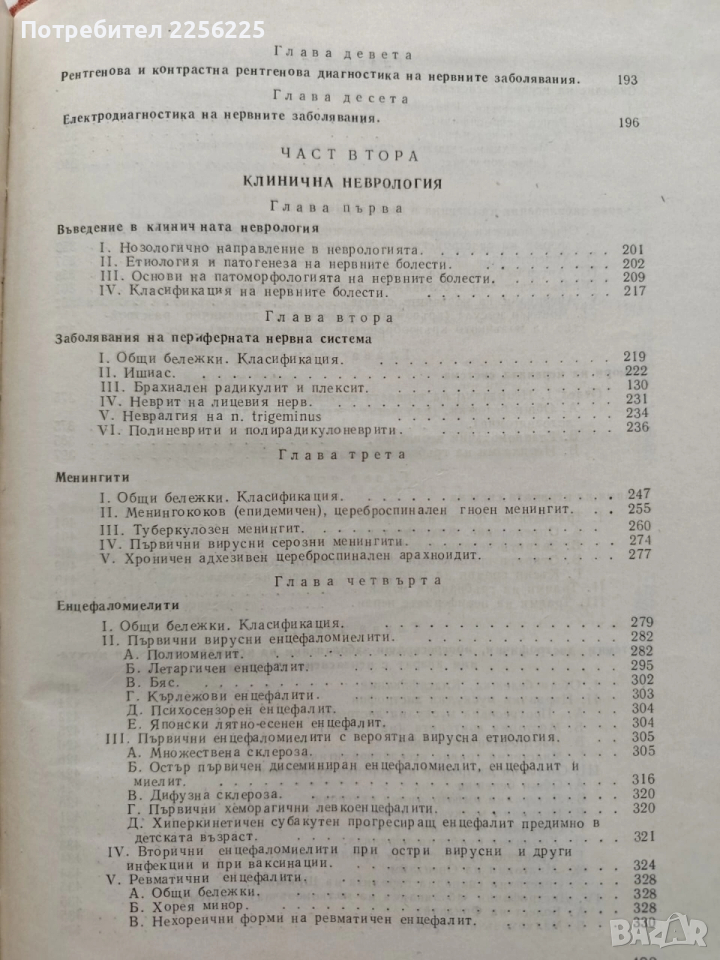 Потребител 2256225
Глава девета
Рентгенова и контрастна рентгенова диагностика на нервните заболявания. 193
Глава десета
Електродиагностика на нервните заболявания. 196
ЧАСТ ВТОРА
КЛИНИЧНА НЕВРОЛОГИЯ
Глава първа
Въведение в клиничната неврология
I. Нозологично направление в неврологията. 201
II. Етиология и патогенеза на нервните болести. 202
III. Основи на патоморфологията на нервните болести. 209
IV. Класификация на нервните болести. 217
Глава втора
Заболявания на периферната нервна система
I. Общи бележки. Класификация. 219
II. Ишиас. 222
III. Брахиален радикулит и плексит. 130
IV. Неврит на лицевия нерв. 231
V. Невралгия на n. trigeminus 234
VI. Полиневрити и полирадикулоневрити. 236
Глава трета
Менингити
I. Общи бележки. Класификация. 247
II. Менингококов (епидемичен), цереброспинален гноен менингит. 255
III. Туберкулозен менингит. 260
IV. Първични вирусни серозни менингити. 274
V. Хроничен адхезивен цереброспинален арахноидит. 277
Глава четвърта
Енцефаломиелити
I. Общи бележки. Класификация. 279
II. Първични вирусни енцефаломиелити. 282
А. Полиомиелит. 282
Б. Летаргичен енцефалит. 295
В. Бяс. 302
Г. Кърлежови енцефалити. 303
Д. Психосензорен енцефалит. 304
Е. Японски лятно-есенен енцефалит. 304
III. Първични енцефаломиелити с вероятна вирусна етиология. 305
А. Множествена склероза. 305
Б. Остър първичен дисеминиран енцефаломиелит, енцефалит и
миелит. 316
В. Дифузна склероза. 320
Г. Първични хеморагични левкоенцефалити. 320
Д. Хиперкинетичен субакутен прогресиращ енцефалит предимно в
детската възраст. 321
IV. Вторични енцефаломиелити при остри вирусни и други
инфекции и при ваксинации. 324
V. Ревматични енцефалити. 328
А. Общи бележки. 328
Б. Хорея минор. 328
В. Нехореични форми на ревматичен енцефалит. 330
BAZAR